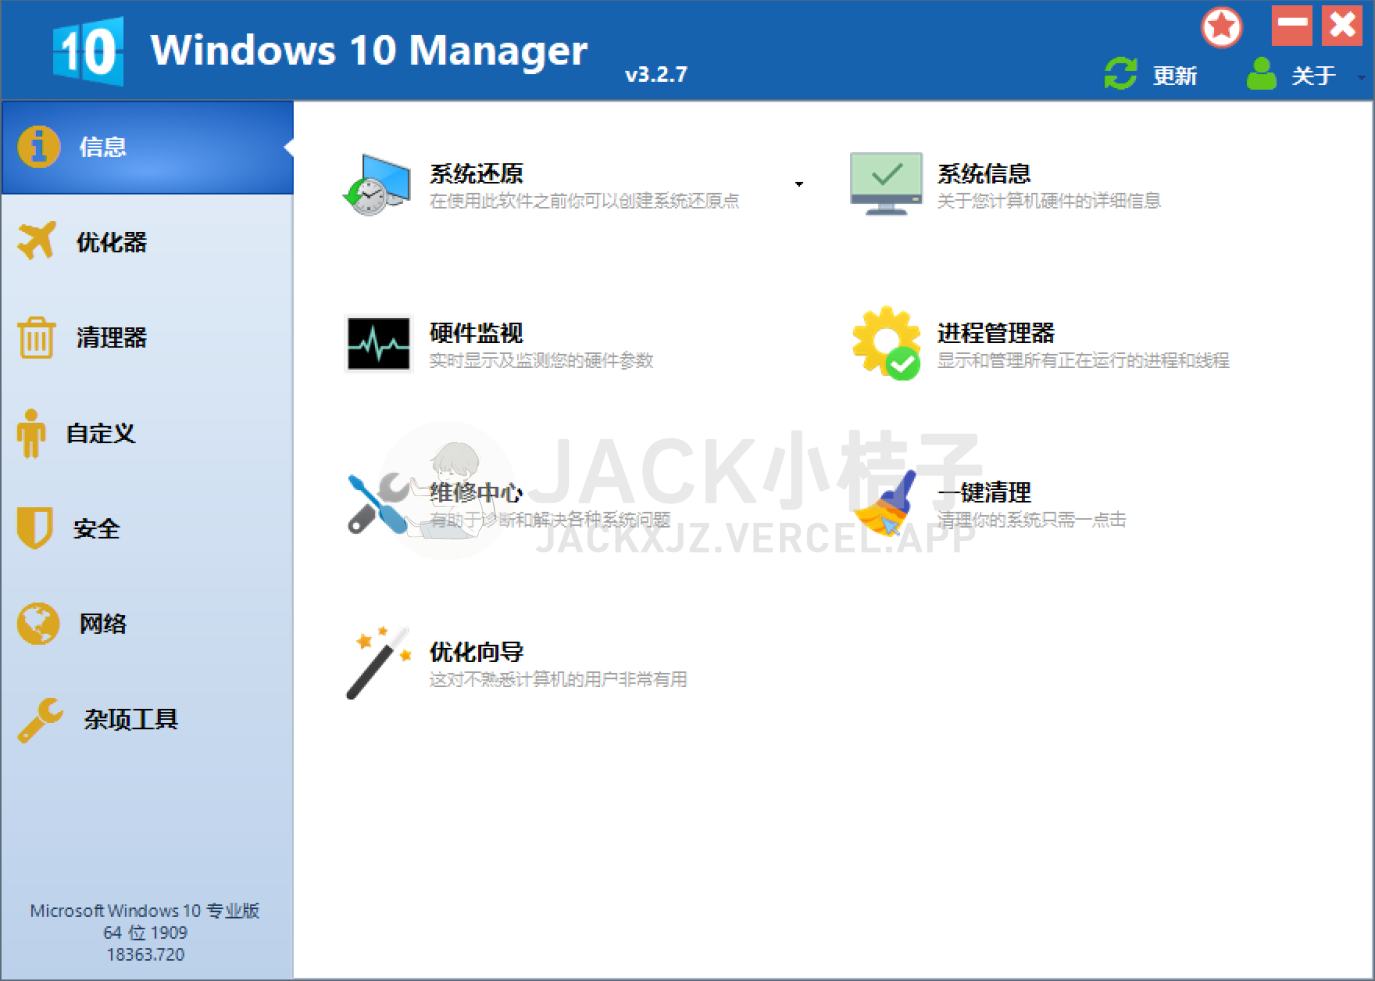 10 Windows 10 Manager v3.2.7
更新 关于
信息
优化器
清理器
自定义
安全
网络
杂项工具
Microsoft Windows 10 专业版
64 位 1909
18363.720
系统还原
在使用此软件之前你可以创建系统还原点
系统信息
关于您计算机硬件的详细信息
硬件监视
实时显示及监测您的硬件参数
进程管理器
显示和管理所有正在运行的进程和线程
维修中心
有助于诊断和解决各种系统问题
一键清理
清理你的系统只需一点击
优化向导
这对不熟悉计算机的用户非常有用
JACK小桔子
JACKXJZ.VERCEL.APP